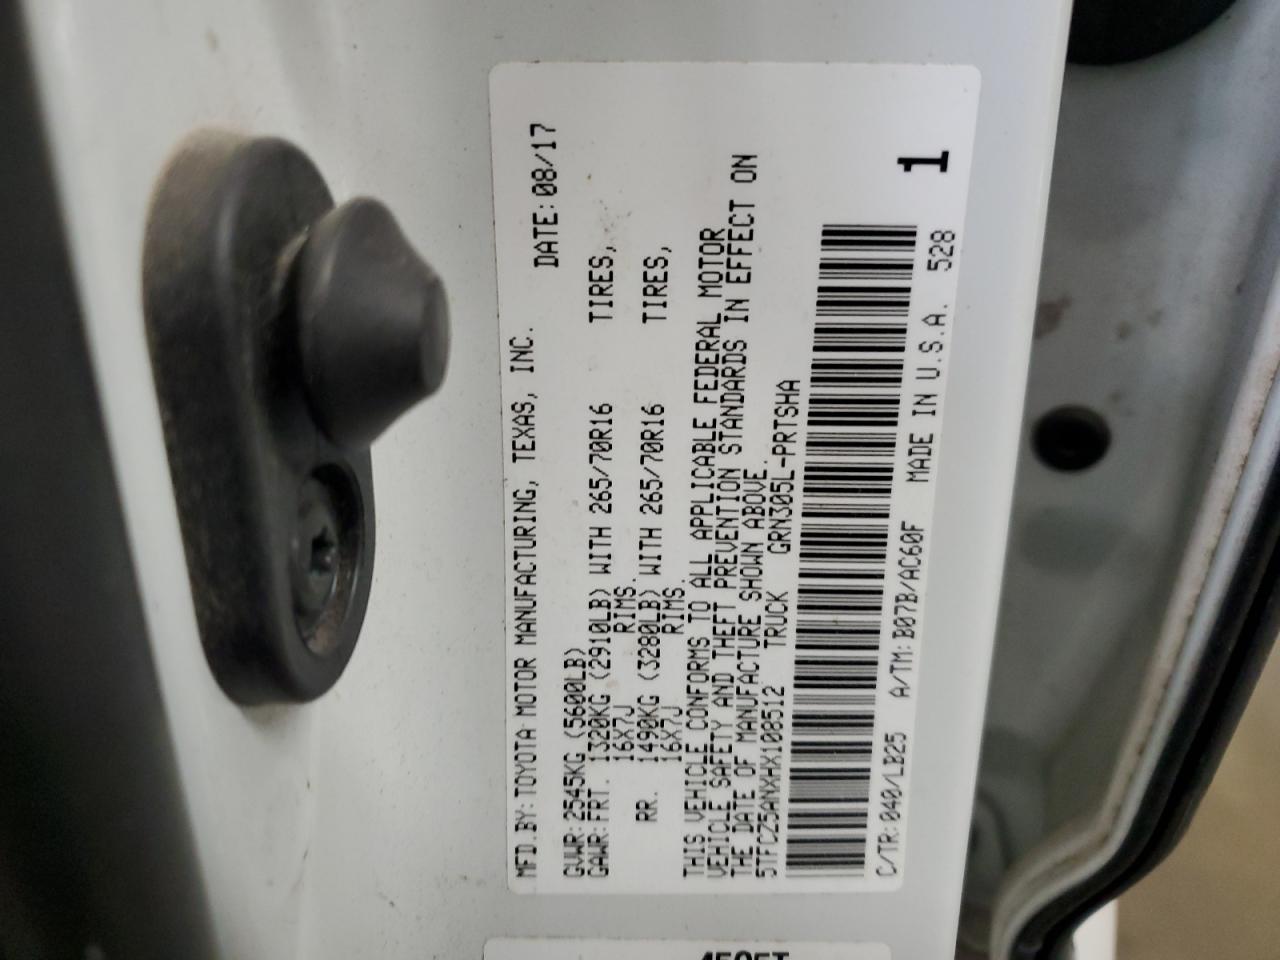 MFD.BY:TOYOTA MOTOR MANUFACTURING, TEXAS, INC.
DATE:08/17
GVWR:2545KG (5600LB)
GAWR:FRT. 1320KG (2910LB) WITH 265/70R16 TIRES,
16X7J RIMS.
RR. 1490KG (3280LB) WITH 265/70R16 TIRES,
16X7J RIMS.
THIS VEHICLE CONFORMS TO ALL APPLICABLE FEDERAL MOTOR
VEHICLE SAFETY AND THEFT PREVENTION STANDARDS IN EFFECT ON
THE DATE OF MANUFACTURE SHOWN ABOVE.
5TFCZ5ANXHX108512 TRUCK GRN305L-PRTSHA
1
C/TR:040/LB25 A/TM:B07B/AC60F MADE IN U.S.A. 528